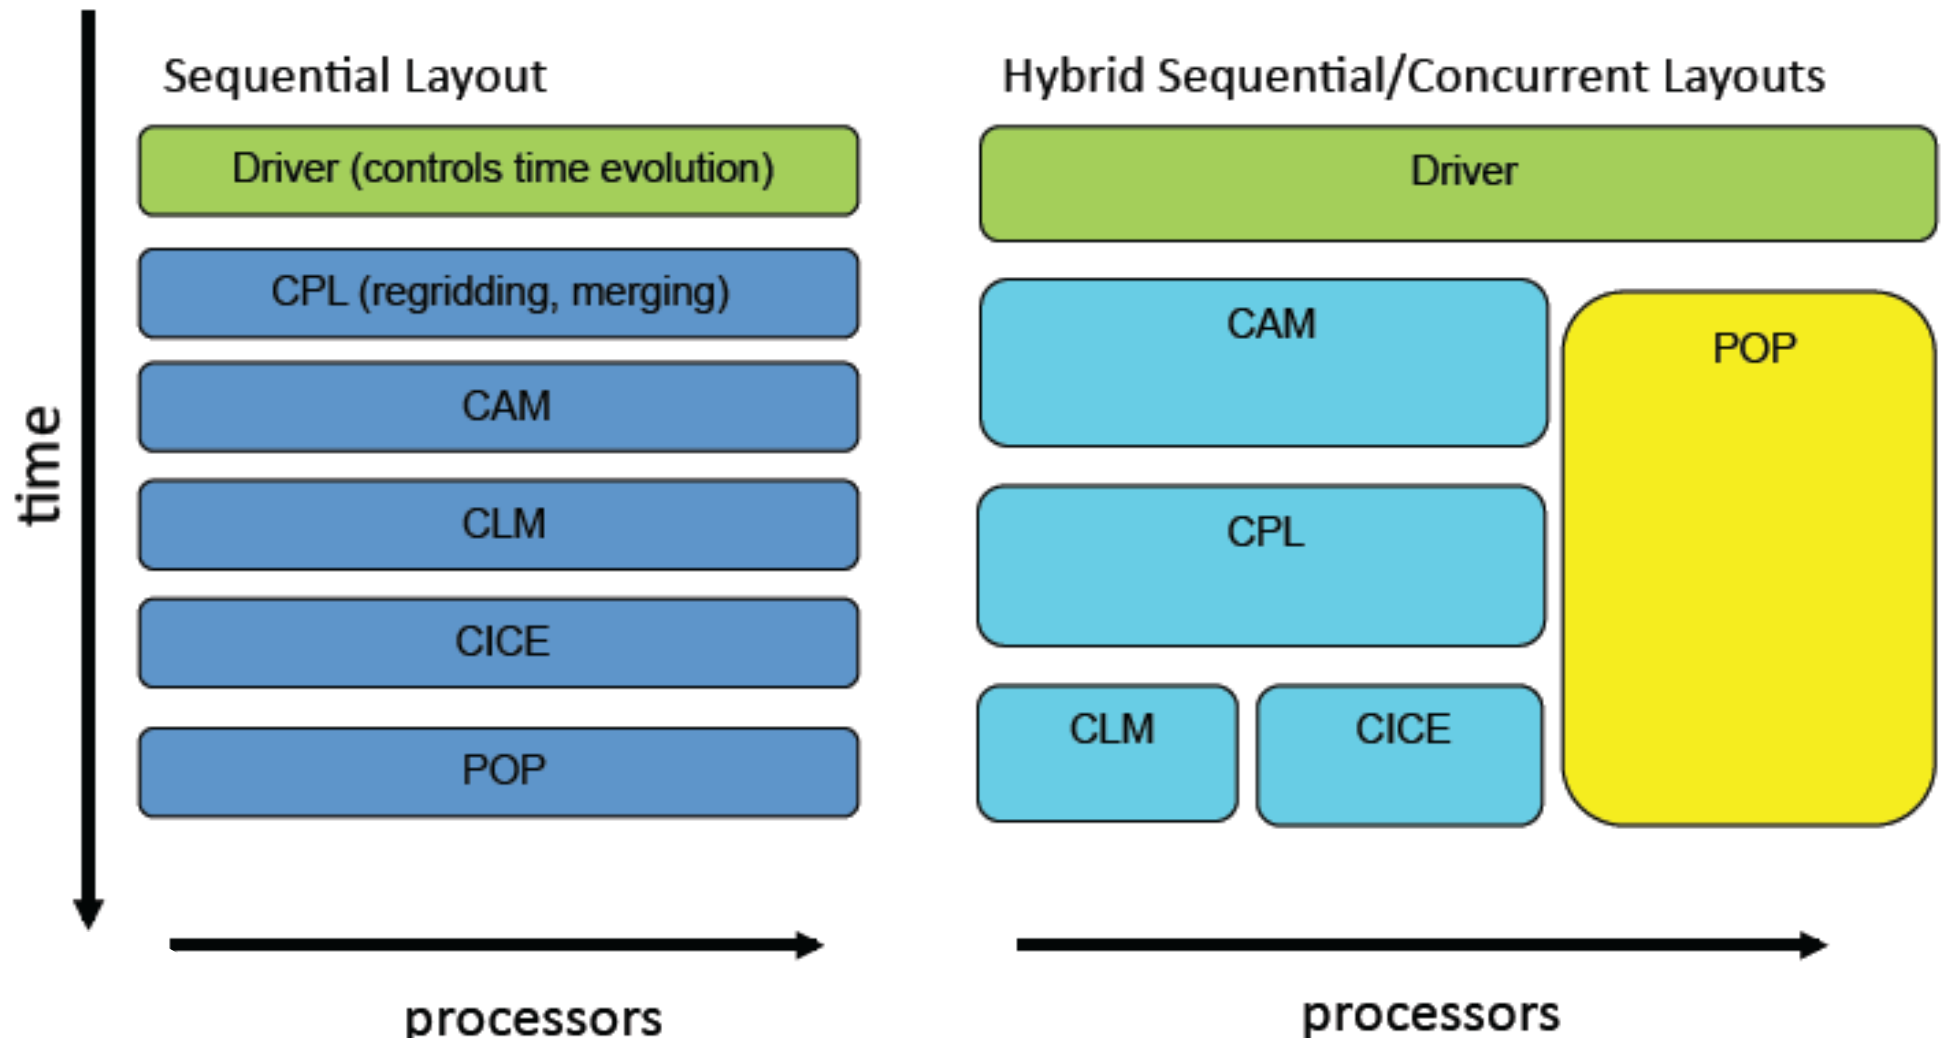 time
Sequential Layout
Driver (controls time evolution)
CPL (regridding, merging)
CAM
CLM
CICE
POP
processors
Hybrid Sequential/Concurrent Layouts
Driver
CAM
POP
CPL
CLM
CICE
processors